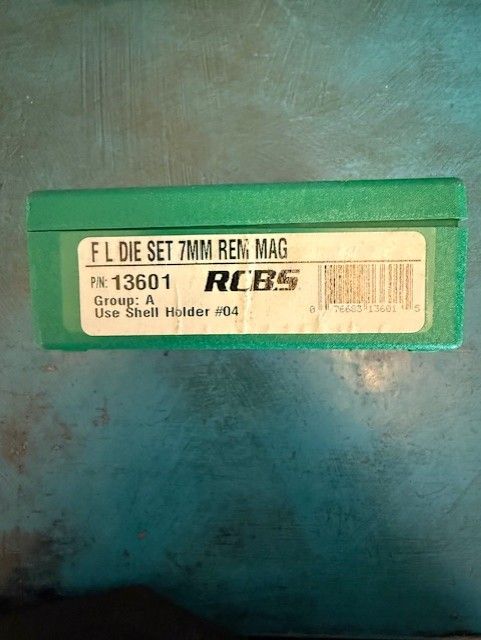 F L DIE SET 7MM REM MAG
P/N: 13601 RCBS
Group: A
Use Shell Holder #04
0 76683 13601 5